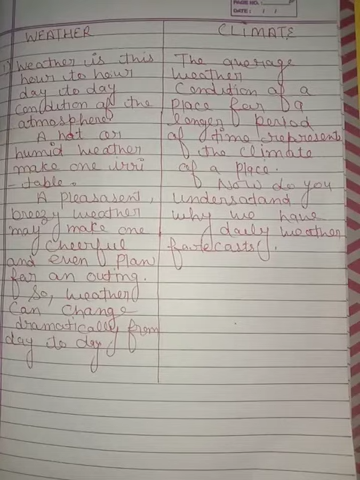 PAGE NO.:
DATE: / /
WEATHER
CLIMATE
1) Weather is this
hour to hour
day to day
condition of the
atmosphere
A hot or
humid weather
make one irri
-table.
A pleasasent,
breezy weather
may make one
cheerful
and even plan
for an outing.
So, weather
can change
dramatically from
day to day
The average
weather
Condition of a
place for a
longer period
of time represent
the climate
of a place.
Now do you
undersatand
why we have
daily weather
forecasts.